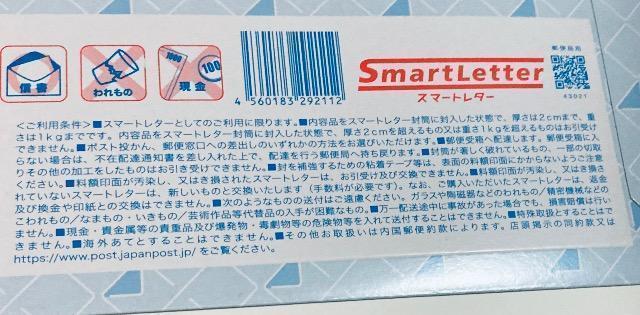 信書
われもの
1000
100
現金
4 560183 292112
SmartLetter
スマートレター
郵便局用
43021
<ご利用条件>■スマートレターとしてのご利用に限ります。■内容品をスマートレター封筒に封入した状態で、厚さは2cmまで、重
さは1kgまでです。内容品をスマートレター封筒に封入した状態で、厚さ2cmを超えるもの又は重さ1kgを超えるものはお引受け
できません。■ポスト投かん、郵便窓口への差出しのいずれかの方法をお選びいただけます。■郵便受箱へ配達します。郵便受箱に入
らない場合は、不在配達通知書を差し入れた上で、配達を行う郵便局へ持ち戻ります。■封筒が著しく破れているもの、一部の切取
りその他の加工をしたものはお引き受けできません。■封を補強するための粘着テープ等は、表面の料額印面にかからないようご注意
ください。■料額印面が汚染し、又はき損されたスマートレターは、お引受け及び交換できません。■料額印面が汚染し、又はき損さ
れていないスマートレターは、新しいものと交換いたします(手数料が必要です)。なお、ご購入いただいたスマートレターは、返金
及び換金や印紙との交換はできません。■次のようなものの送付はご遠慮ください。ガラスや陶磁器などのわれもの/精密機械などの
こわれもの/なまもの・いきもの/芸術作品等代替品の入手が困難なもの。■万一配送途中に事故があった場合でも、損害賠償は行い
ません。■現金・貴金属等の貴重品及び爆発物・毒劇物等の危険物等を入れて送付することはできません。■特殊取扱とすることはで
きません。■海外あてとすることはできません。■その他お取扱いは内国郵便約款によります。店頭掲示の同約款又は
https://www.post.japanpost.jp/をご覧ください。